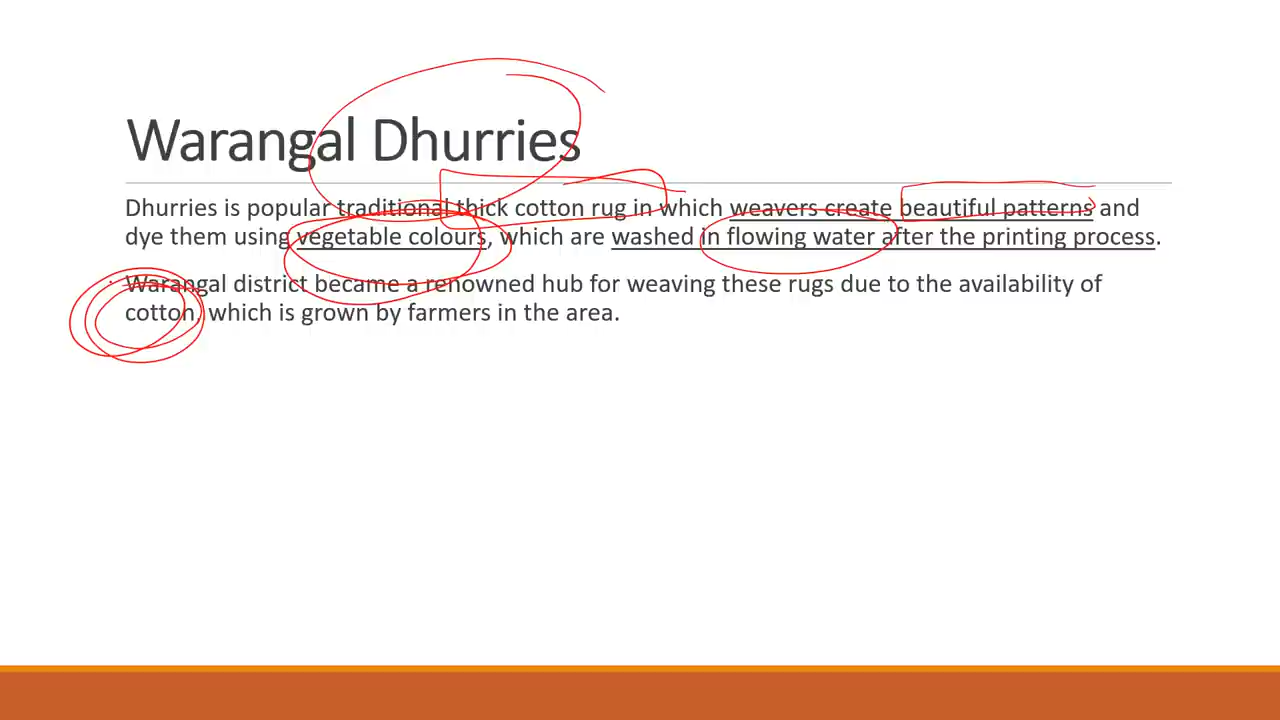 Warangal Dhurries
Dhurries is popular traditional thick cotton rug in which weavers create beautiful patterns and
dye them using vegetable colours, which are washed in flowing water after the printing process.
Warangal district became a renowned hub for weaving these rugs due to the availability of
cotton, which is grown by farmers in the area.